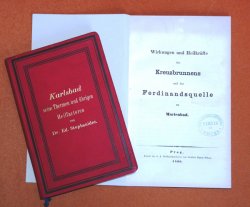 Karlsbad
seine Thermen und übrigen
Heilfactoren
von
Dr. Ed. Stephanides.
Wirkungen und Heilkräfte
des
Kreuzbrunnens
und der
Ferdinandsquelle
zu
Marienbad.
Prag,